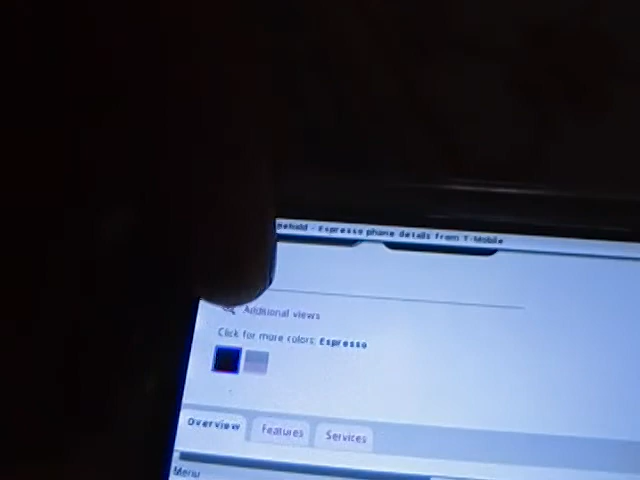 Espresso phone details from T-Mobile
Additional views
Click for more colors: Espresso
Overview
Features
Services
Menu